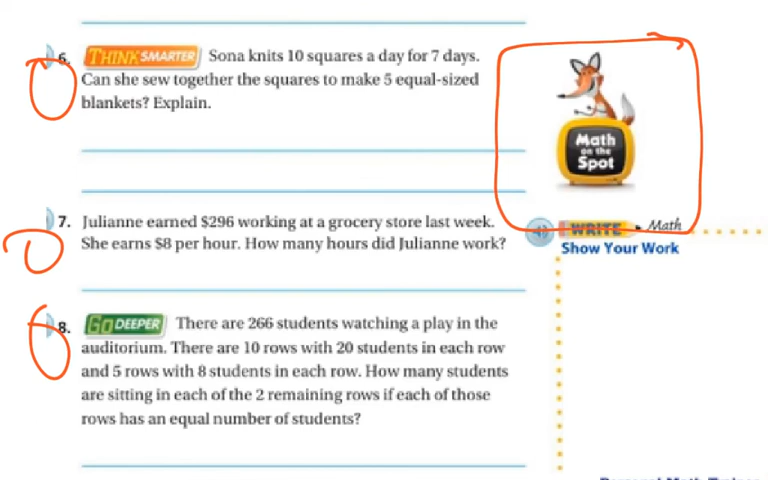 6. THINK SMARTER Sona knits 10 squares a day for 7 days.
Can she sew together the squares to make 5 equal-sized
blankets? Explain.
Math
on the
Spot
7. Julianne earned $296 working at a grocery store last week.
She earns $8 per hour. How many hours did Julianne work?
WRITE Math
Show Your Work
8. GO DEEPER There are 266 students watching a play in the
auditorium. There are 10 rows with 20 students in each row
and 5 rows with 8 students in each row. How many students
are sitting in each of the 2 remaining rows if each of those
rows has an equal number of students?